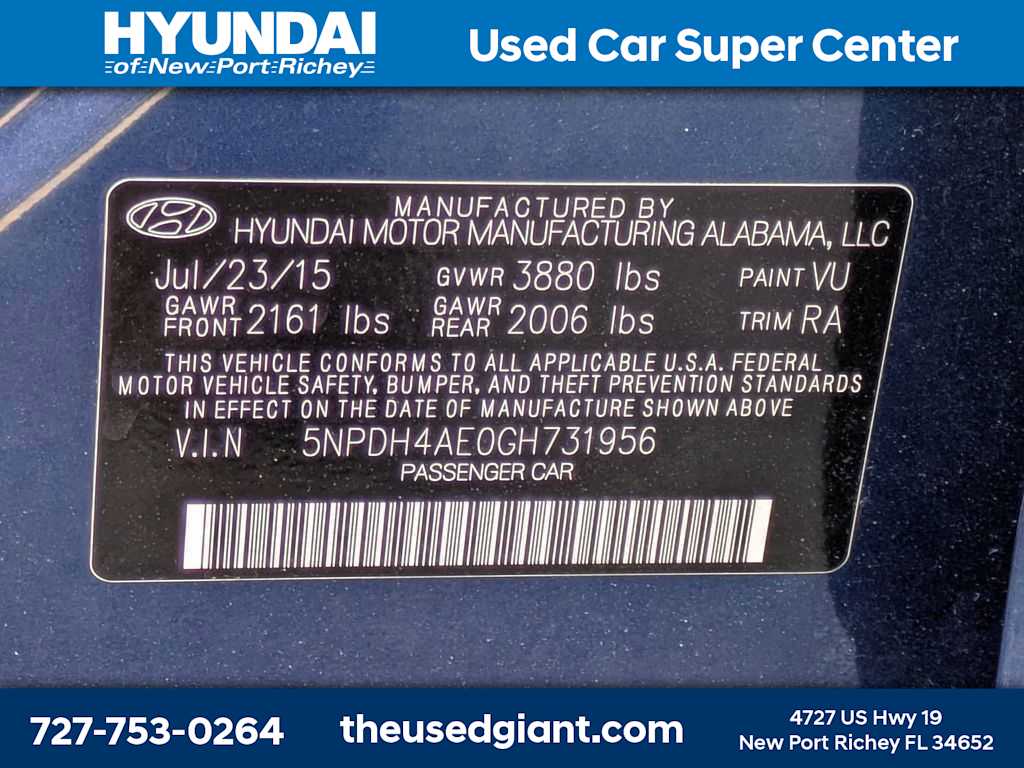 HYUNDAI
of New Port Richey
Used Car Super Center
MANUFACTURED BY
HYUNDAI MOTOR MANUFACTURING ALABAMA, LLC
Jul/23/15 GVWR 3880 lbs PAINT VU
GAWR FRONT 2161 lbs GAWR REAR 2006 lbs TRIM RA
THIS VEHICLE CONFORMS TO ALL APPLICABLE U.S.A. FEDERAL
MOTOR VEHICLE SAFETY, BUMPER, AND THEFT PREVENTION STANDARDS
IN EFFECT ON THE DATE OF MANUFACTURE SHOWN ABOVE
V.I.N 5NPDH4AE0GH731956
PASSENGER CAR
727-753-0264
theusedgiant.com
4727 US Hwy 19
New Port Richey FL 34652